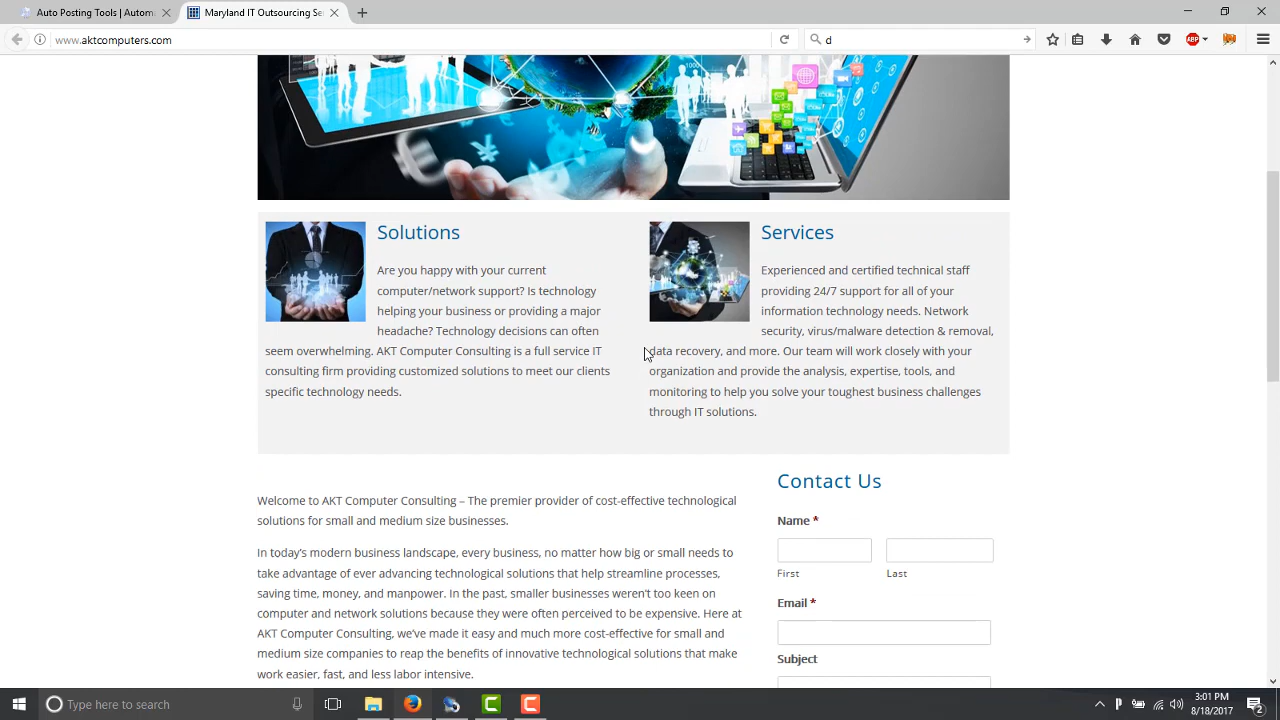 Auto Posting Tools | Autom
Maryland IT Outsourcing Se
www.aktcomputers.com
d
ABP
1000
Solutions
Are you happy with your current
computer/network support? Is technology
helping your business or providing a major
headache? Technology decisions can often
seem overwhelming. AKT Computer Consulting is a full service IT
consulting firm providing customized solutions to meet our clients
specific technology needs.
Services
Experienced and certified technical staff
providing 24/7 support for all of your
information technology needs. Network
security, virus/malware detection & removal,
data recovery, and more. Our team will work closely with your
organization and provide the analysis, expertise, tools, and
monitoring to help you solve your toughest business challenges
through IT solutions.
Welcome to AKT Computer Consulting – The premier provider of cost-effective technological
solutions for small and medium size businesses.
In today's modern business landscape, every business, no matter how big or small needs to
take advantage of ever advancing technological solutions that help streamline processes,
saving time, money, and manpower. In the past, smaller businesses weren't too keen on
computer and network solutions because they were often perceived to be expensive. Here at
AKT Computer Consulting, we've made it easy and much more cost-effective for small and
medium size companies to reap the benefits of innovative technological solutions that make
work easier, fast, and less labor intensive.
Contact Us
Name *
First Last
Email *
Subject
Type here to search
3:01 PM
8/18/2017